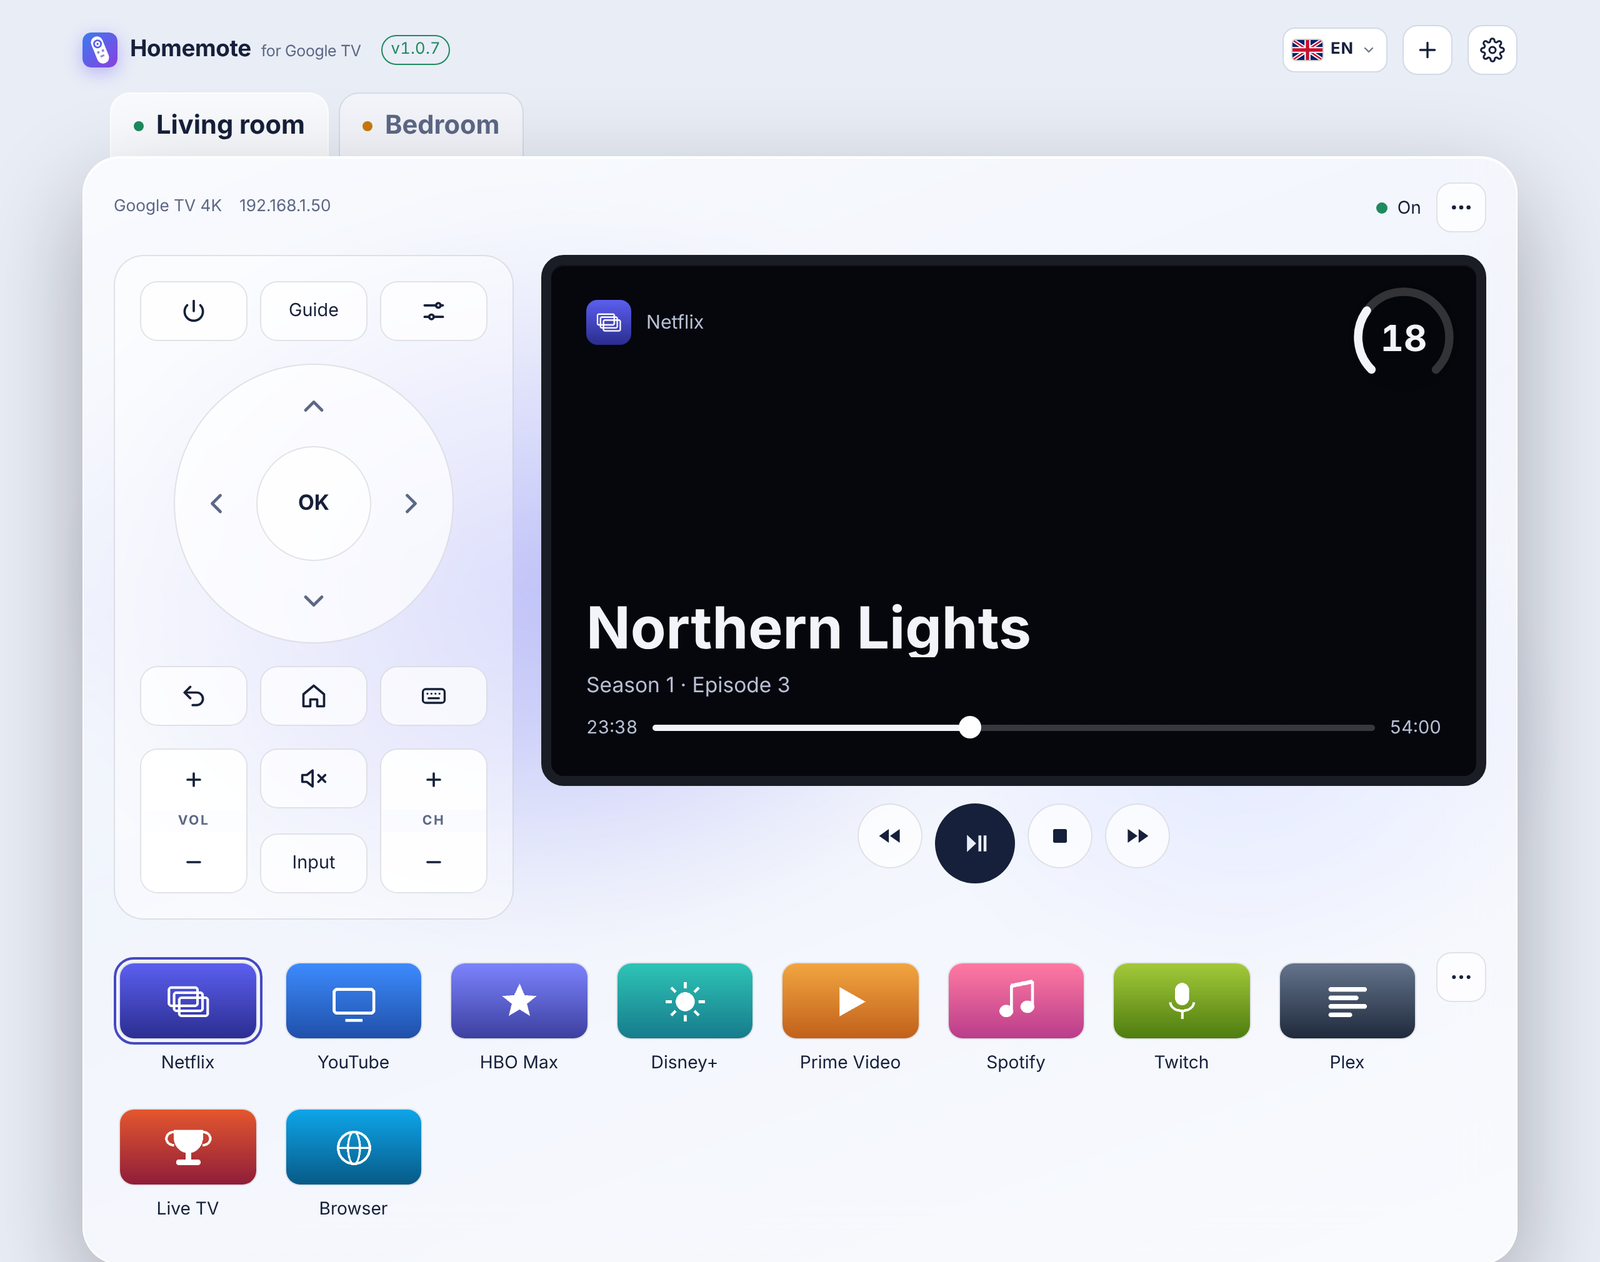 Homemote for Google TV v1.0.7
EN
Living room
Bedroom
Google TV 4K 192.168.1.50
On
Guide
OK
VOL
CH
Input
Netflix
18
Northern Lights
Season 1 · Episode 3
23:38
54:00
Netflix
YouTube
HBO Max
Disney+
Prime Video
Spotify
Twitch
Plex
Live TV
Browser